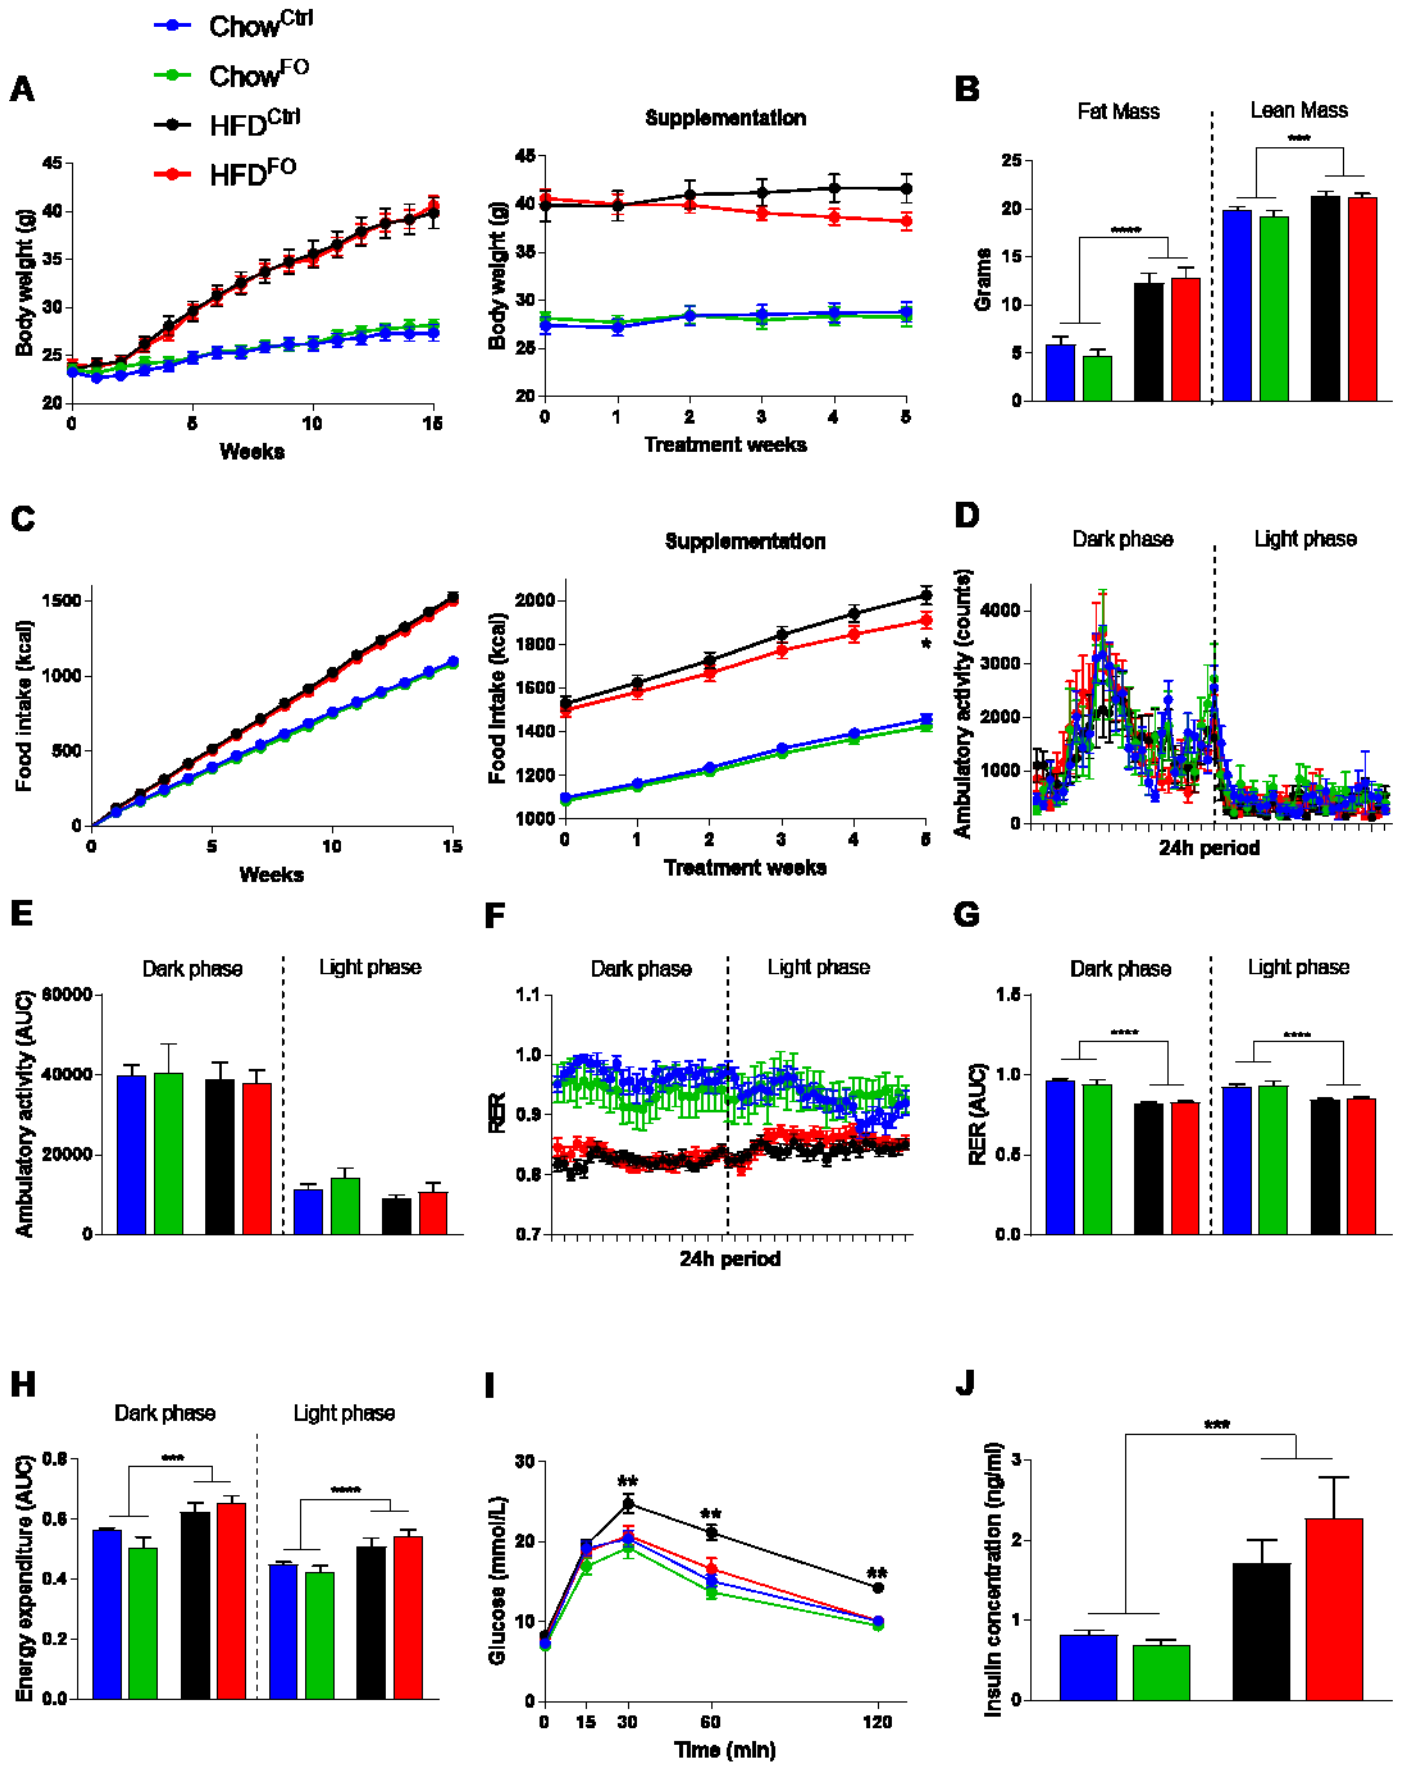 Chow^Ctrl
Chow^FO
HFD^Ctrl
HFD^FO
A
Body weight (g)
45
40
35
30
25
20
0
5
10
15
Weeks
Supplementation
Body weight (g)
45
40
35
30
25
20
0
1
2
3
4
5
Treatment weeks
B
Fat Mass
Lean Mass
Grams
25
20
15
10
5
0
****
***
C
Food intake (kcal)
1500
1000
500
0
0
5
10
15
Weeks
Supplementation
Food intake (kcal)
2000
1800
1600
1400
1200
1000
*
0
1
2
3
4
5
Treatment weeks
D
Dark phase
Light phase
Ambulatory activity (counts)
4000
3000
2000
1000
0
24h period
E
Dark phase
Light phase
Ambulatory activity (AUC)
60000
40000
20000
0
F
Dark phase
Light phase
RER
1.1
1.0
0.9
0.8
0.7
24h period
G
Dark phase
Light phase
RER (AUC)
1.5
1.0
0.5
0.0
****
****
H
Dark phase
Light phase
Energy expenditure (AUC)
0.8
0.6
0.4
0.2
0.0
***
****
I
Glucose (mmol/L)
30
20
10
0
**
**
**
0
15
30
60
120
Time (min)
J
Insulin concentration (ng/ml)
3
2
1
0
***